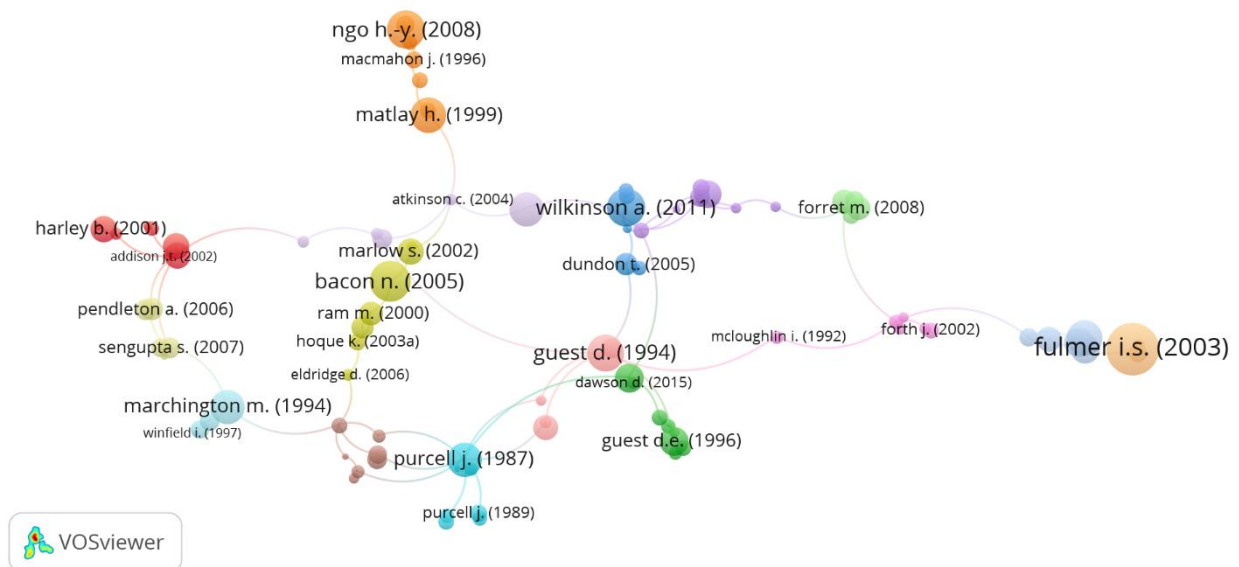 ngo h.-y. (2008)
macmahon j. (1996)
matlay h. (1999)
atkinson c. (2004)
wilkinson a. (2011)
forret m. (2008)
harley b. (2001)
addison j.t. (2002)
marlow s. (2002)
dundon t. (2005)
bacon n. (2005)
pendleton a. (2006)
ram m. (2000)
mcloughlin i. (1992)
forth j. (2002)
hoque k. (2003a)
sengupta s. (2007)
guest d. (1994)
fulmer i.s. (2003)
eldridge d. (2006)
dawson d. (2015)
marchington m. (1994)
winfield i. (1997)
guest d.e. (1996)
purcell j. (1987)
purcell j. (1989)
VOSviewer